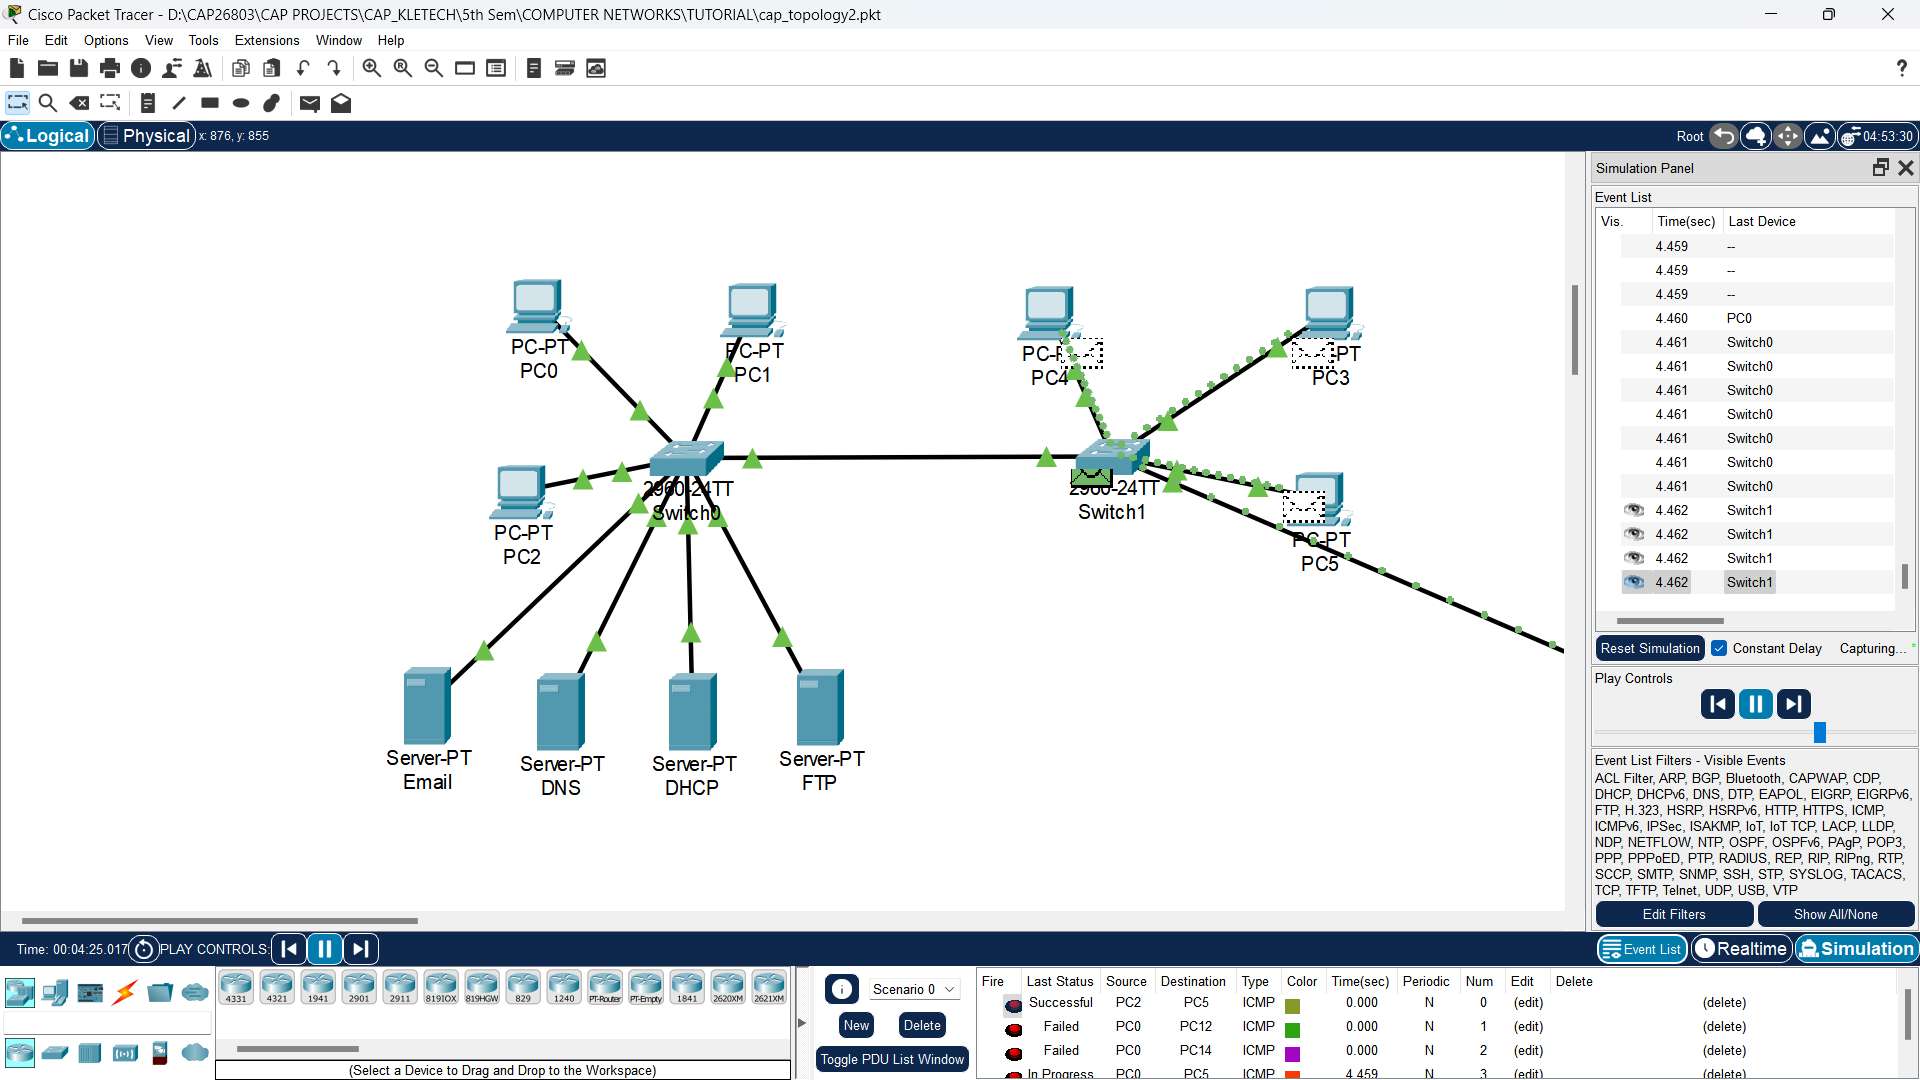 Cisco Packet Tracer - D:\CAP26803\CAP PROJECTS\CAP_KLETECH\5th Sem\COMPUTER NETWORKS\TUTORIAL\cap_topology2.pkt
File Edit Options View Tools Extensions Window Help
Logical Physical x: 876, y: 855 Root 04:53:30
Simulation Panel
Event List
Vis. Time(sec) Last Device
4.459 --
4.459 --
4.459 --
4.460 PC0
4.461 Switch0
4.461 Switch0
4.461 Switch0
4.461 Switch0
4.461 Switch0
4.461 Switch0
4.461 Switch0
4.462 Switch1
4.462 Switch1
4.462 Switch1
4.462 Switch1
Reset Simulation Constant Delay Capturing... *
Play Controls
Event List Filters - Visible Events
ACL Filter, ARP, BGP, Bluetooth, CAPWAP, CDP,
DHCP, DHCPv6, DNS, DTP, EAPOL, EIGRP, EIGRPv6,
FTP, H.323, HSRP, HSRPv6, HTTP, HTTPS, ICMP,
ICMPv6, IPSec, ISAKMP, IoT, IoT TCP, LACP, LLDP,
NDP, NETFLOW, NTP, OSPF, OSPFv6, PAgP, POP3,
PPP, PPPoED, PTP, RADIUS, REP, RIP, RIPng, RTP,
SCCP, SMTP, SNMP, SSH, STP, SYSLOG, TACACS,
TCP, TFTP, Telnet, UDP, USB, VTP
Edit Filters Show All/None
PC-PT
PC0
PC-PT
PC1
PC4
PC3
2960-24TT
Switch0
2960-24TT
Switch1
PC-PT
PC2
PC-PT
PC5
Server-PT
Email
Server-PT
DNS
Server-PT
DHCP
Server-PT
FTP
Time: 00:04:25.017 PLAY CONTROLS: Event List Realtime Simulation
4331 4321 1941 2901 2911 819IOX 819HGW 829 1240 PT-Router PT-Empty 1841 2620XM 2621XM
(Select a Device to Drag and Drop to the Workspace)
Scenario 0
New Delete
Toggle PDU List Window
Fire Last Status Source Destination Type Color Time(sec) Periodic Num Edit Delete
Successful PC2 PC5 ICMP 0.000 N 0 (edit) (delete)
Failed PC0 PC12 ICMP 0.000 N 1 (edit) (delete)
Failed PC0 PC14 ICMP 0.000 N 2 (edit) (delete)
In Progress PC0 PC5 ICMP 4.459 N 3 (edit) (delete)